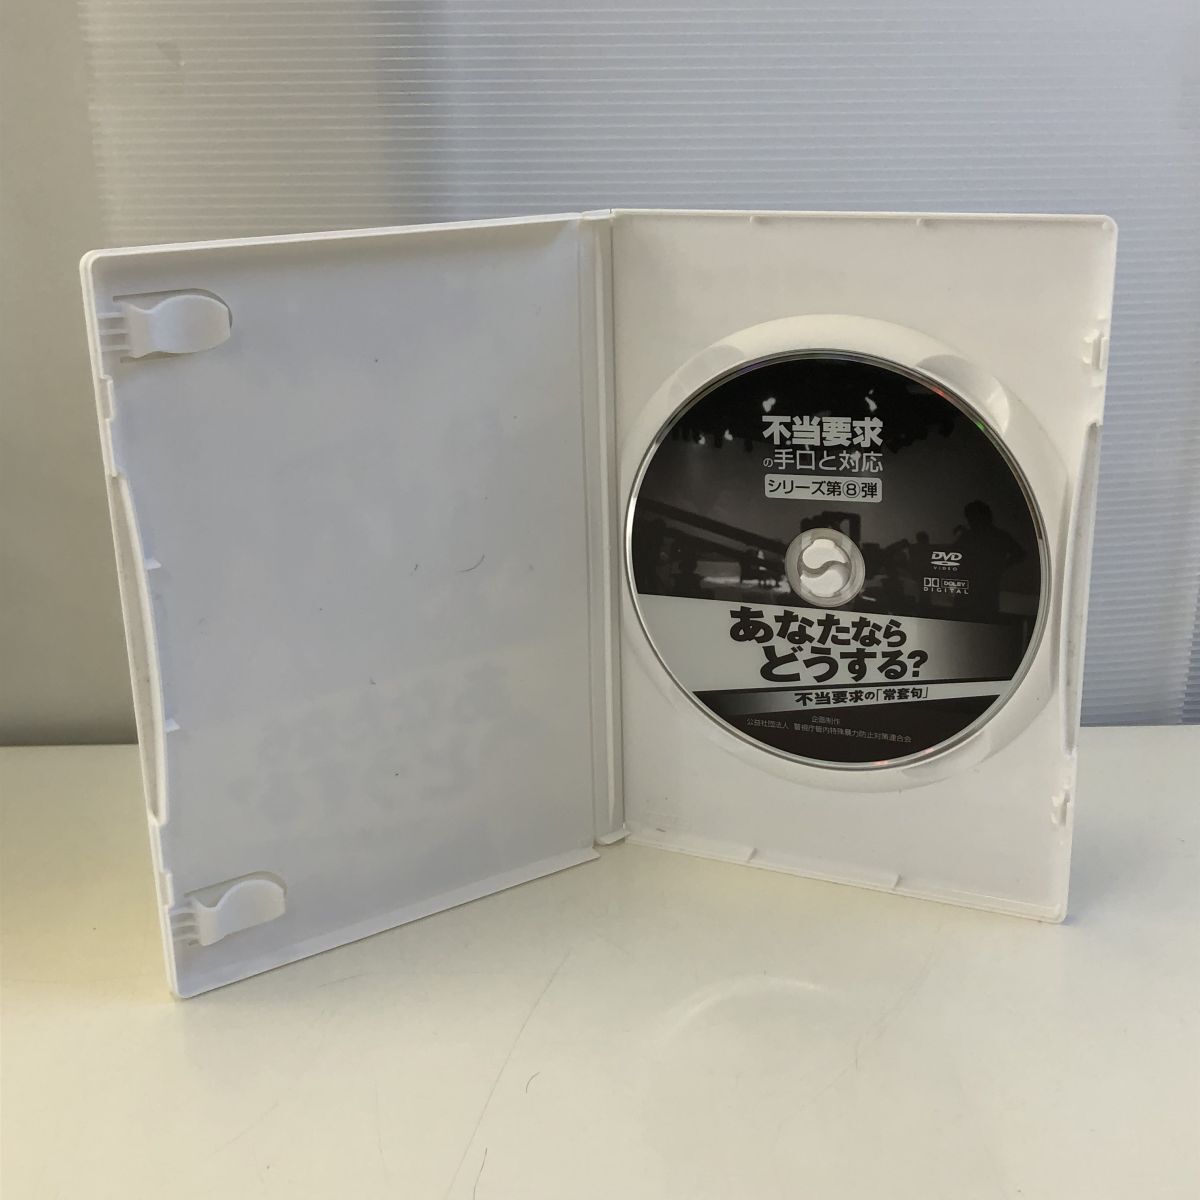 不当要求
の手口と対応
シリーズ第⑧弾
DVD
VIDEO
DOLBY
DIGITAL
あなたなら
どうする?
不当要求の「常套句」
企画制作
公益社団法人 警視庁管内特殊暴力防止対策連合会